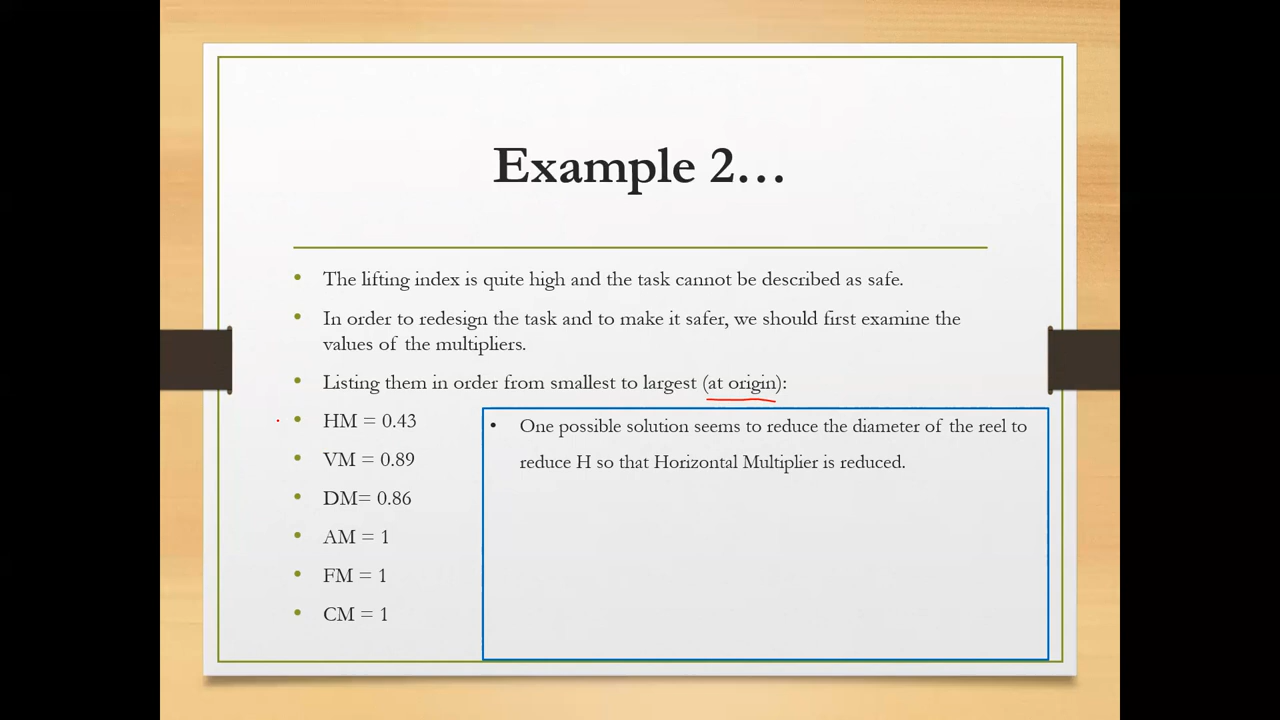 Example 2…
• The lifting index is quite high and the task cannot be described as safe.
• In order to redesign the task and to make it safer, we should first examine the
values of the multipliers.
• Listing them in order from smallest to largest (at origin):
• HM = 0.43
• VM = 0.89
• DM= 0.86
• AM = 1
• FM = 1
• CM = 1
• One possible solution seems to reduce the diameter of the reel to
reduce H so that Horizontal Multiplier is reduced.